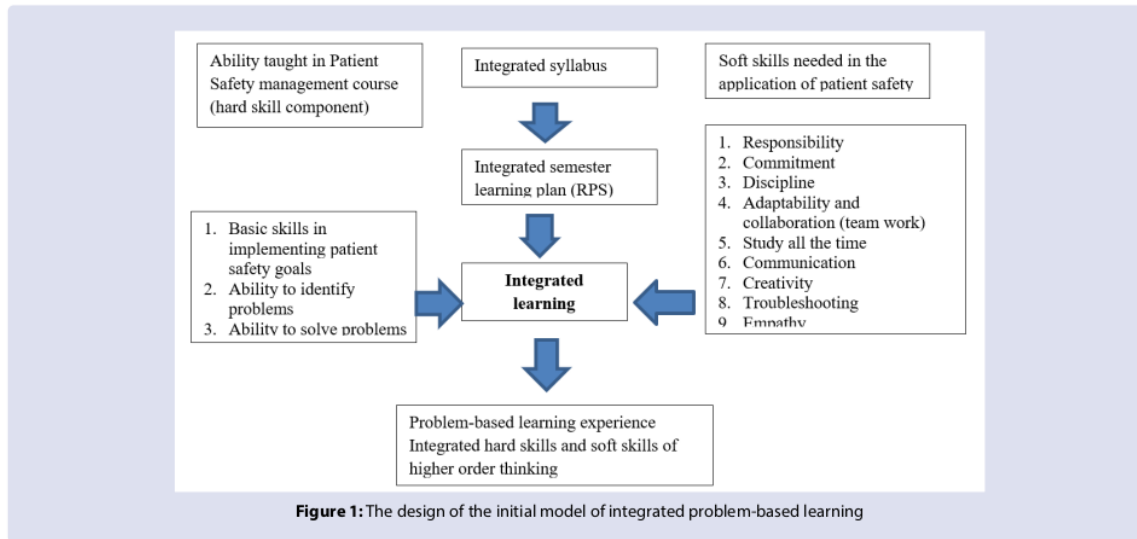 Ability taught in Patient
Safety management course
(hard skill component)
Integrated syllabus
Soft skills needed in the
application of patient safety
Integrated semester
learning plan (RPS)
1. Responsibility
2. Commitment
3. Discipline
4. Adaptability and
collaboration (team work)
5. Study all the time
6. Communication
7. Creativity
8. Troubleshooting
9 Empathy
1. Basic skills in
implementing patient
safety goals
2. Ability to identify
problems
3. Ability to solve problems
Integrated
learning
Problem-based learning experience
Integrated hard skills and soft skills of
higher order thinking
Figure 1: The design of the initial model of integrated problem-based learning